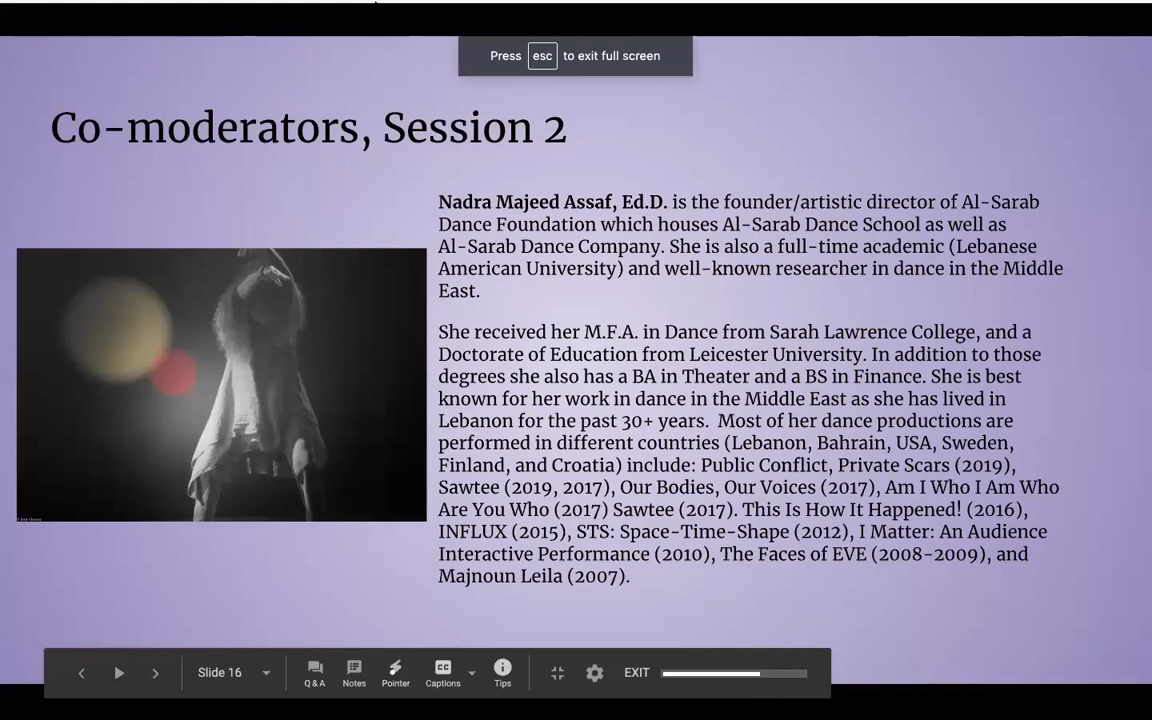 Press esc to exit full screen
Co-moderators, Session 2
Nadra Majeed Assaf, Ed.D. is the founder/artistic director of Al-Sarab
Dance Foundation which houses Al-Sarab Dance School as well as
Al-Sarab Dance Company. She is also a full-time academic (Lebanese
American University) and well-known researcher in dance in the Middle
East.
She received her M.F.A. in Dance from Sarah Lawrence College, and a
Doctorate of Education from Leicester University. In addition to those
degrees she also has a BA in Theater and a BS in Finance. She is best
known for her work in dance in the Middle East as she has lived in
Lebanon for the past 30+ years. Most of her dance productions are
performed in different countries (Lebanon, Bahrain, USA, Sweden,
Finland, and Croatia) include: Public Conflict, Private Scars (2019),
Sawtee (2019, 2017), Our Bodies, Our Voices (2017), Am I Who I Am Who
Are You Who (2017) Sawtee (2017). This Is How It Happened! (2016),
INFLUX (2015), STS: Space-Time-Shape (2012), I Matter: An Audience
Interactive Performance (2010), The Faces of EVE (2008-2009), and
Majnoun Leila (2007).
Slide 16
Q & A
Notes
Pointer
CC
Captions
Tips
EXIT